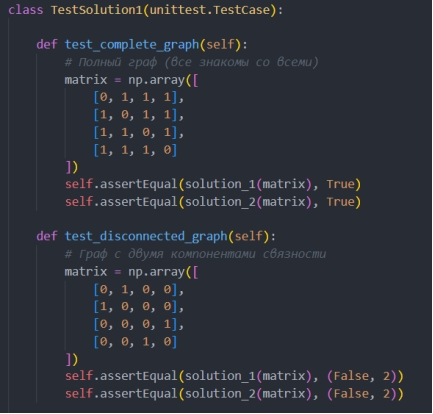 class TestSolution1(unittest.TestCase):
def test_complete_graph(self):
# Полный граф (все знакомы со всеми)
matrix = np.array([
[0, 1, 1, 1],
[1, 0, 1, 1],
[1, 1, 0, 1],
[1, 1, 1, 0]
])
self.assertEqual(solution_1(matrix), True)
self.assertEqual(solution_2(matrix), True)
def test_disconnected_graph(self):
# Граф с двумя компонентами связности
matrix = np.array([
[0, 1, 0, 0],
[1, 0, 0, 0],
[0, 0, 0, 1],
[0, 0, 1, 0]
])
self.assertEqual(solution_1(matrix), (False, 2))
self.assertEqual(solution_2(matrix), (False, 2))